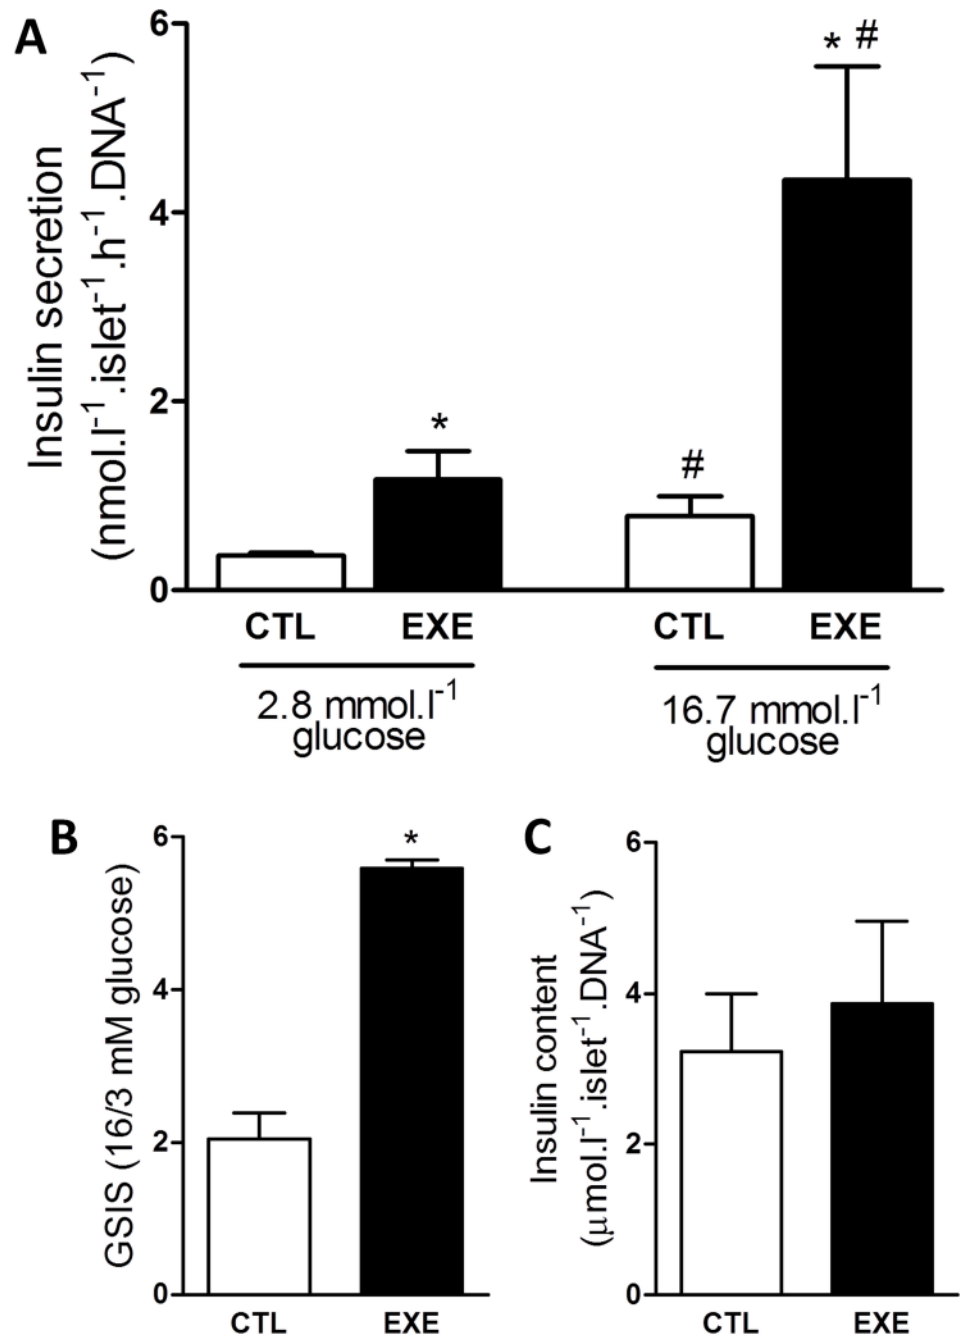 A
Insulin secretion
(nmol.l⁻¹.islet⁻¹.h⁻¹.DNA⁻¹)
6
4
2
0
*
#
* #
CTL EXE CTL EXE
2.8 mmol.l⁻¹
glucose
16.7 mmol.l⁻¹
glucose
B
GSIS (16/3 mM glucose)
6
4
2
0
*
CTL EXE
C
Insulin content
(μmol.l⁻¹.islet⁻¹.DNA⁻¹)
6
4
2
0
CTL EXE